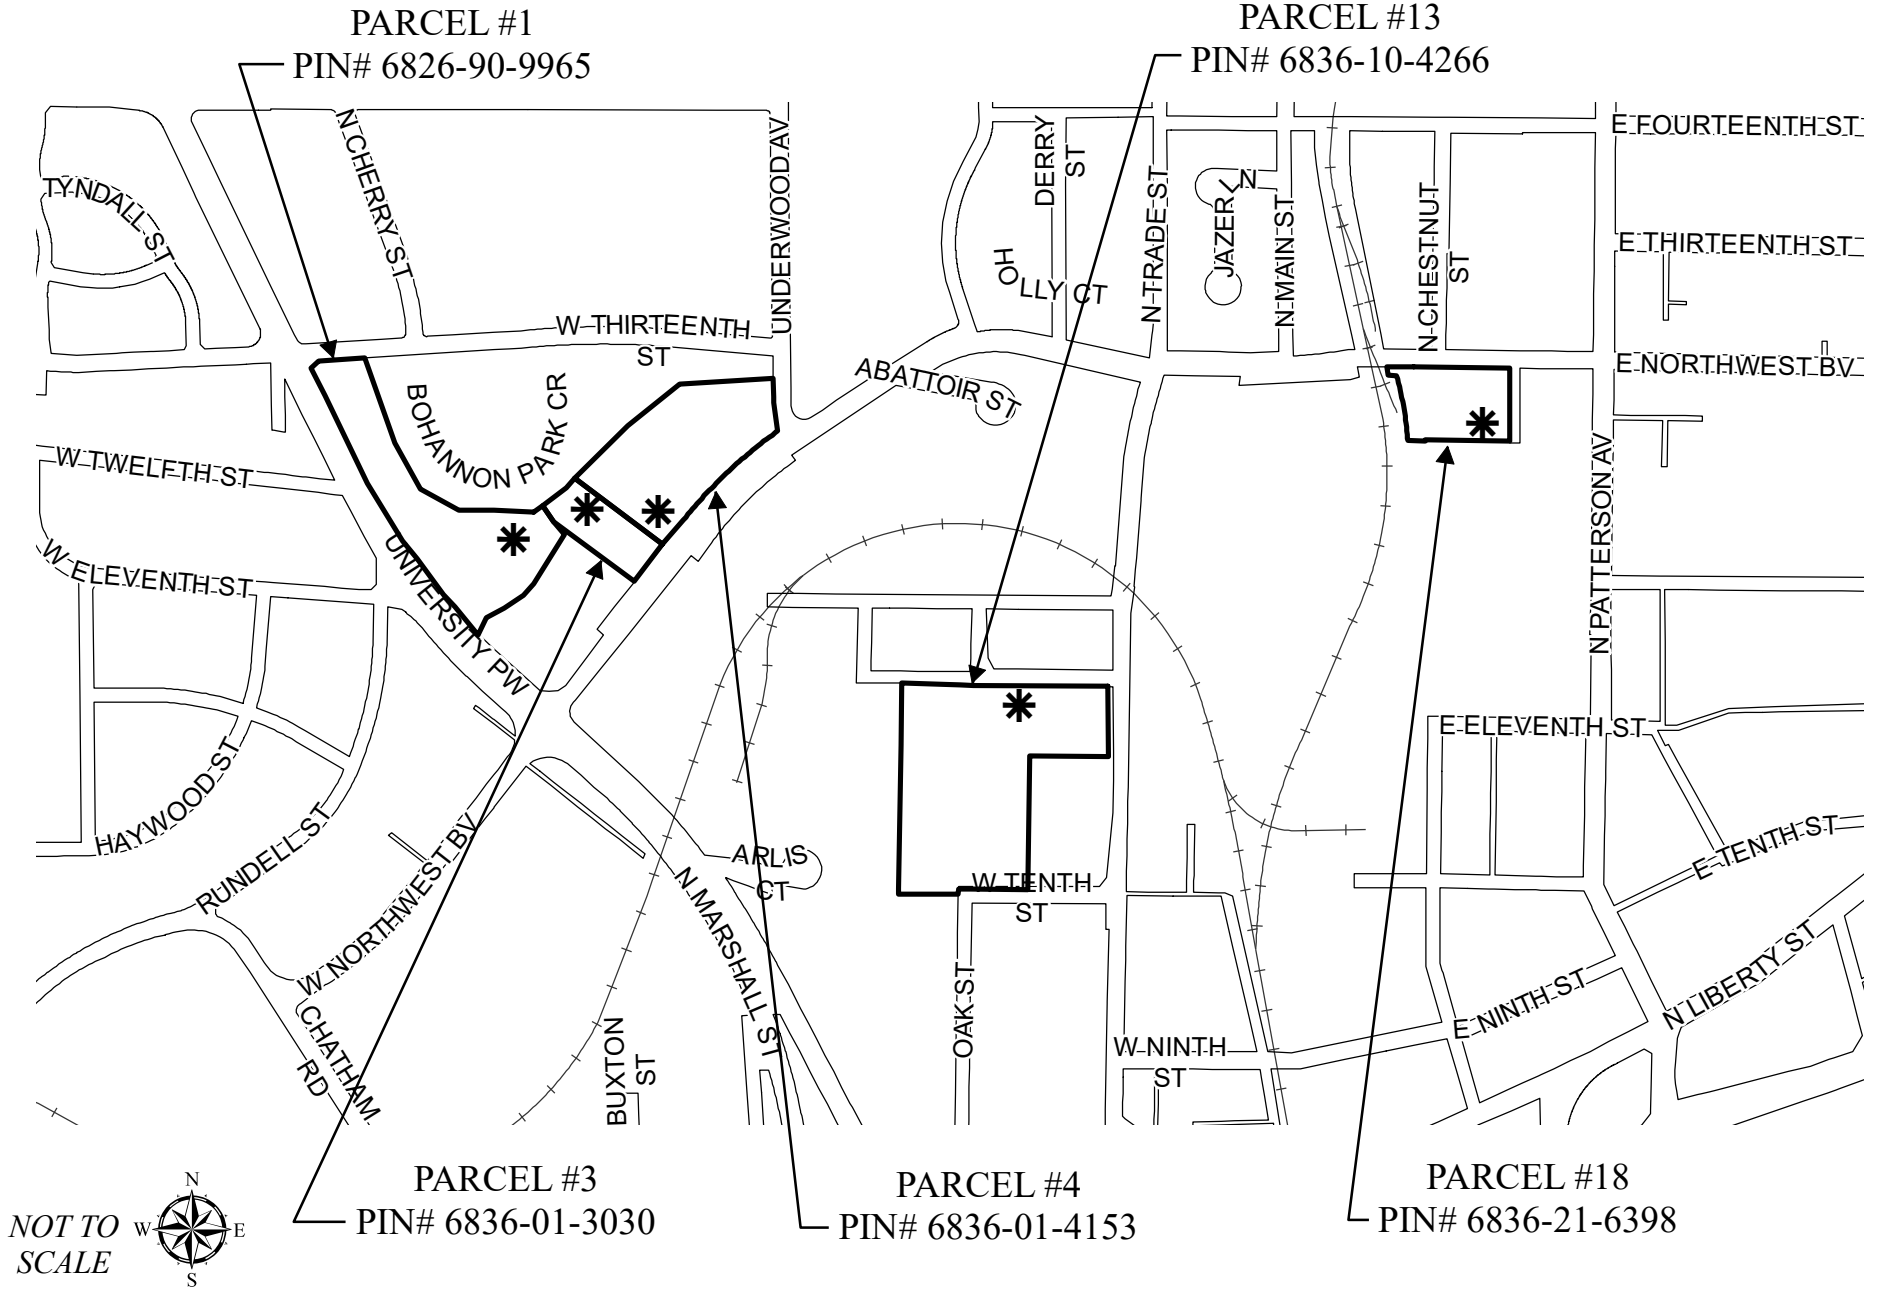 PARCEL #1
PIN# 6826-90-9965
PARCEL #13
PIN# 6836-10-4266
E FOURTEENTH ST
TYNDALL ST
N CHERRY ST
UNDERWOOD AV
DERRY
ST
N TRADE ST
JAZER LN
N MAIN ST
N CHESTNUT
ST
E THIRTEENTH ST
HOLLY CT
W THIRTEENTH
ST
E NORTHWEST BV
ABATTOIR ST
BOHANNON PARK CR
W TWELFTH ST
N PATTERSON AV
W ELEVENTH ST
UNIVERSITY PW
E ELEVENTH ST
HAYWOOD ST
RUNDELL ST
W NORTHWEST BV
ARLIS
CT
W TENTH
ST
E TENTH ST
N MARSHALL ST
N LIBERTY ST
OAK ST
E NINTH ST
CHATHAM
RD
BUXTON
ST
W NINTH
ST
PARCEL #3
PIN# 6836-01-3030
PARCEL #4
PIN# 6836-01-4153
PARCEL #18
PIN# 6836-21-6398
NOT TO
SCALE
N
W
E
S